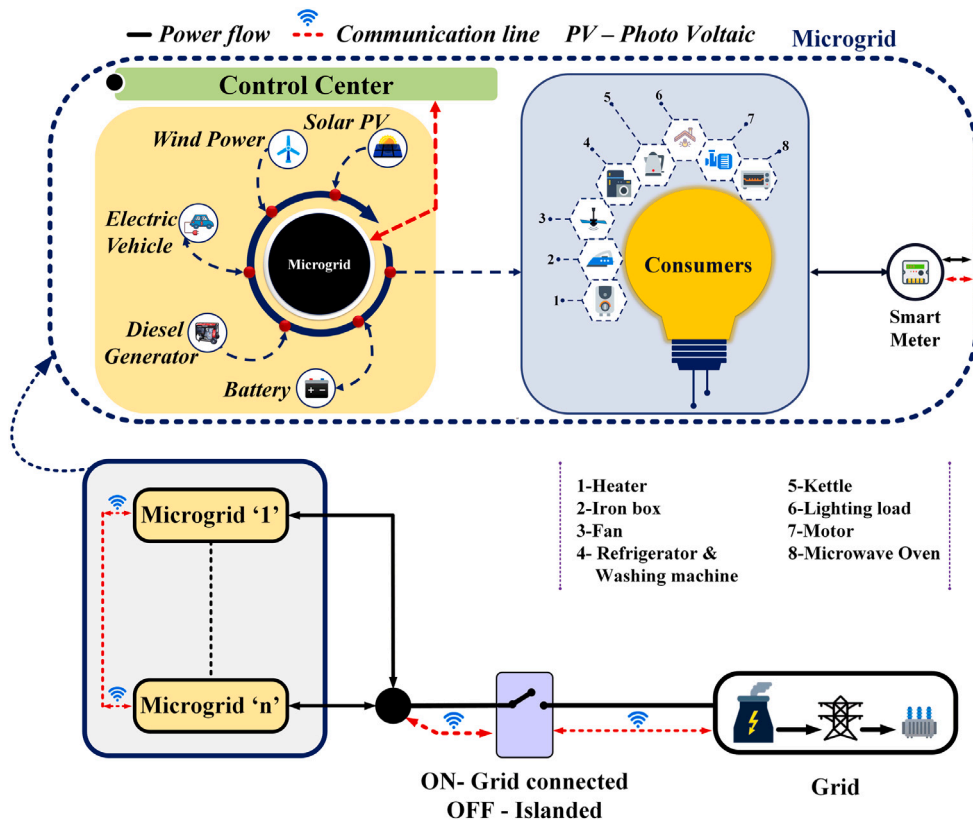 Power flow
Communication line
PV – Photo Voltaic
Microgrid
Control Center
Solar PV
Wind Power
Electric
Vehicle
Microgrid
Diesel
Generator
Battery
1
2
3
4
5
6
7
8
Consumers
Smart
Meter
1-Heater
2-Iron box
3-Fan
4- Refrigerator &
Washing machine
5-Kettle
6-Lighting load
7-Motor
8-Microwave Oven
Microgrid ‘1’
Microgrid ‘n’
ON- Grid connected
OFF - Islanded
Grid